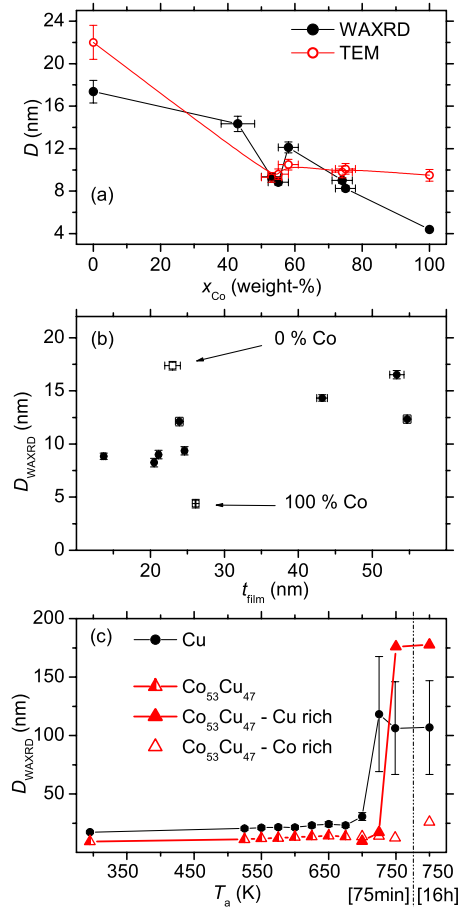 WAXRD
TEM
24
20
16
12
8
4
D (nm)
(a)
0 20 40 60 80 100
x_Co (weight-%)
(b)
0 % Co
100 % Co
20
15
10
5
0
D_WAXRD (nm)
20 30 40 50
t_film (nm)
(c)
Cu
Co₅₃Cu₄₇
Co₅₃Cu₄₇ - Cu rich
Co₅₃Cu₄₇ - Co rich
200
150
100
50
D_WAXRD (nm)
350 450 550 650 750 750
T_a (K) [75min] [16h]